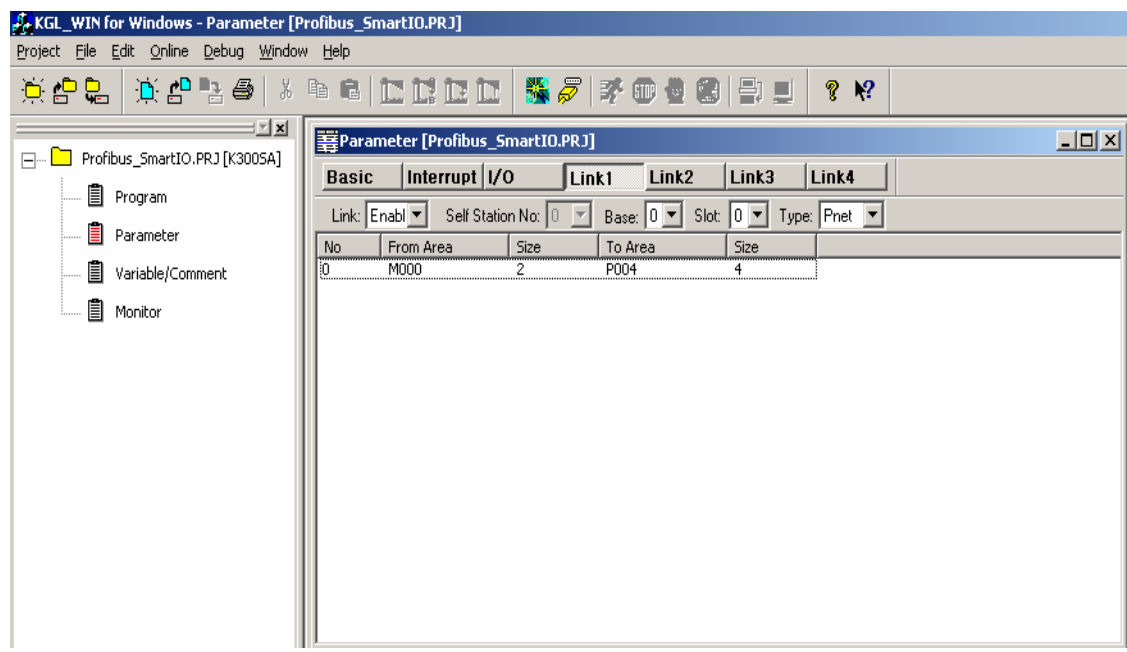 KGL_WIN for Windows - Parameter [Profibus_SmartIO.PRJ]
Project File Edit Online Debug Window Help
STOP
Profibus_SmartIO.PRJ [K300SA]
Program
Parameter
Variable/Comment
Monitor
Parameter [Profibus_SmartIO.PRJ]
Basic Interrupt I/O Link1 Link2 Link3 Link4
Link: Enabl Self Station No: 0 Base: 0 Slot: 0 Type: Pnet
No From Area Size To Area Size
0 M000 2 P004 4